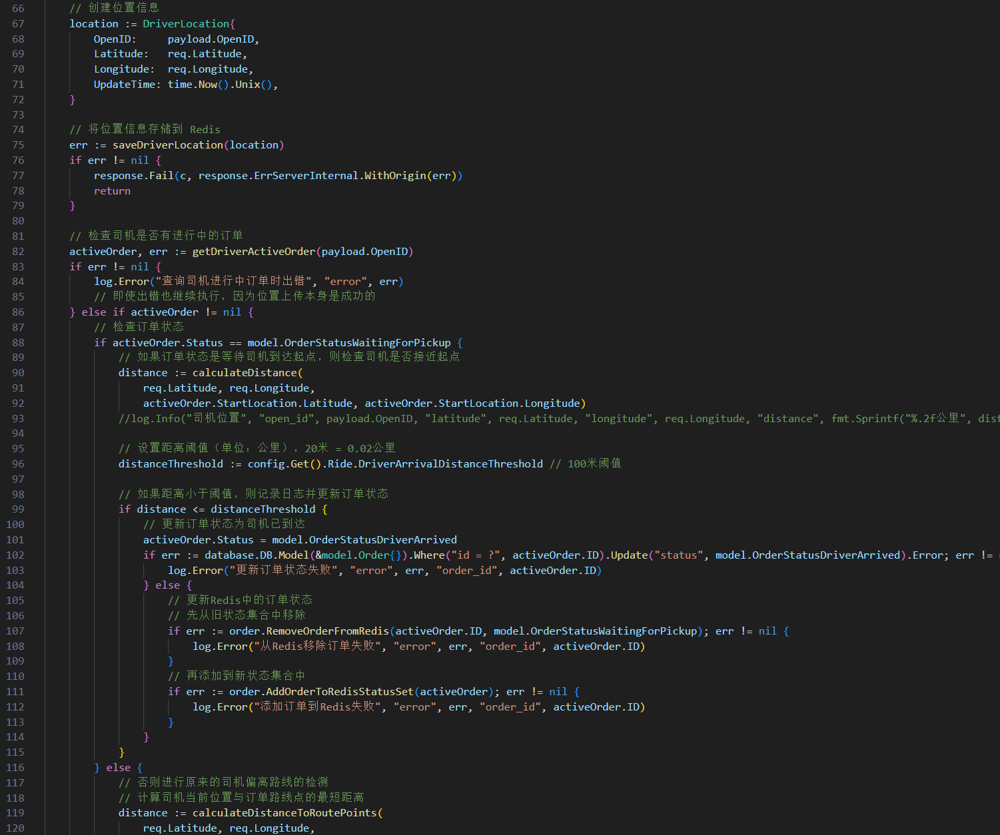 66 // 创建位置信息
67 location := DriverLocation{
68 OpenID: payload.OpenID,
69 Latitude: req.Latitude,
70 Longitude: req.Longitude,
71 UpdateTime: time.Now().Unix(),
72 }
73
74 // 将位置信息存储到 Redis
75 err := saveDriverLocation(location)
76 if err != nil {
77 response.Fail(c, response.ErrServerInternal.WithOrigin(err))
78 return
79 }
80
81 // 检查司机是否有进行中的订单
82 activeOrder, err := getDriverActiveOrder(payload.OpenID)
83 if err != nil {
84 log.Error("查询司机进行中订单时出错", "error", err)
85 // 即使出错也继续执行，因为位置上传本身是成功的
86 } else if activeOrder != nil {
87 // 检查订单状态
88 if activeOrder.Status == model.OrderStatusWaitingForPickup {
89 // 如果订单状态是等待司机到达起点，则检查司机是否接近起点
90 distance := calculateDistance(
91 req.Latitude, req.Longitude,
92 activeOrder.StartLocation.Latitude, activeOrder.StartLocation.Longitude)
93 //log.Info("司机位置", "open_id", payload.OpenID, "latitude", req.Latitude, "longitude", req.Longitude, "distance", fmt.Sprintf("%.2f公里", dist
94
95 // 设置距离阈值（单位：公里），20米 = 0.02公里
96 distanceThreshold := config.Get().Ride.DriverArrivalDistanceThreshold // 100米阈值
97
98 // 如果距离小于阈值，则记录日志并更新订单状态
99 if distance <= distanceThreshold {
100 // 更新订单状态为司机已到达
101 activeOrder.Status = model.OrderStatusDriverArrived
102 if err := database.DB.Model(&model.Order{}).Where("id = ?", activeOrder.ID).Update("status", model.OrderStatusDriverArrived).Error; err !=
103 log.Error("更新订单状态失败", "error", err, "order_id", activeOrder.ID)
104 } else {
105 // 更新Redis中的订单状态
106 // 先从旧状态集合中移除
107 if err := order.RemoveOrderFromRedis(activeOrder.ID, model.OrderStatusWaitingForPickup); err != nil {
108 log.Error("从Redis移除订单失败", "error", err, "order_id", activeOrder.ID)
109 }
110 // 再添加到新状态集合中
111 if err := order.AddOrderToRedisStatusSet(activeOrder); err != nil {
112 log.Error("添加订单到Redis失败", "error", err, "order_id", activeOrder.ID)
113 }
114 }
115 }
116 } else {
117 // 否则进行原来的司机偏离路线的检测
118 // 计算司机当前位置与订单路线点的最短距离
119 distance := calculateDistanceToRoutePoints(
120 req.Latitude, req.Longitude,